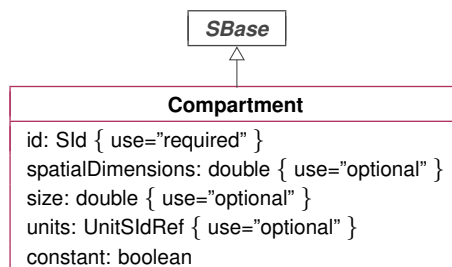 SBase
Compartment
id: SId { use=”required” }
spatialDimensions: double { use=”optional” }
size: double { use=”optional” }
units: UnitSIdRef { use=”optional” }
constant: boolean